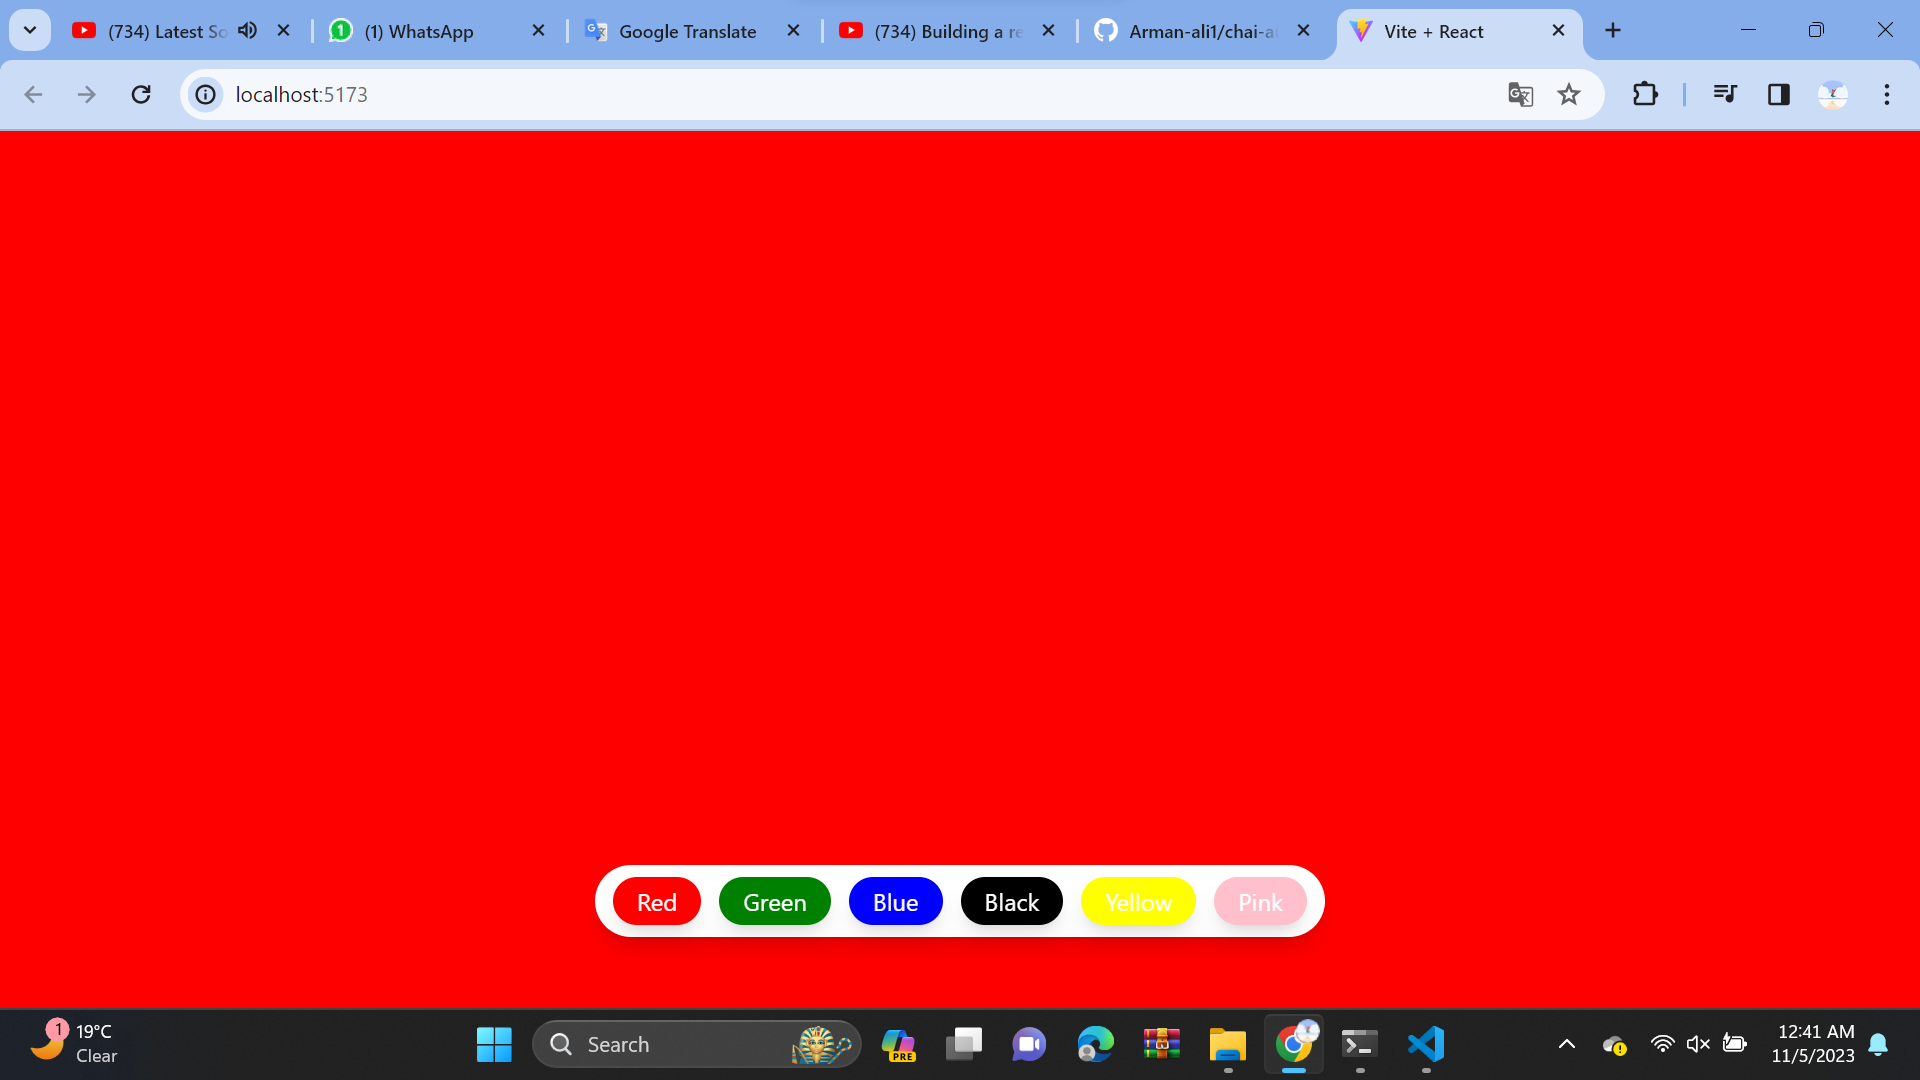 (734) Latest So
(1) WhatsApp
Google Translate
(734) Building a re
Arman-ali1/chai-au
Vite + React
localhost:5173
Red
Green
Blue
Black
Yellow
Pink
1
19°C
Clear
Search
PRE
12:41 AM
11/5/2023